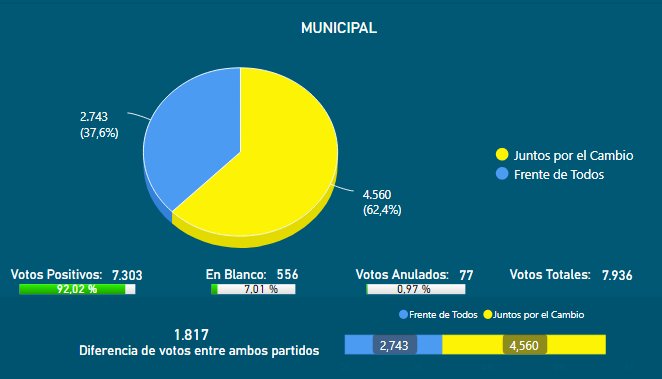 MUNICIPAL
2.743
(37,6%)
4.560
(62,4%)
Juntos por el Cambio
Frente de Todos
Votos Positivos: 7.303
92,02 %
En Blanco: 556
7,01 %
Votos Anulados: 77
0,97 %
Votos Totales: 7.936
1.817
Diferencia de votos entre ambos partidos
Frente de Todos Juntos por el Cambio
2,743 4,560